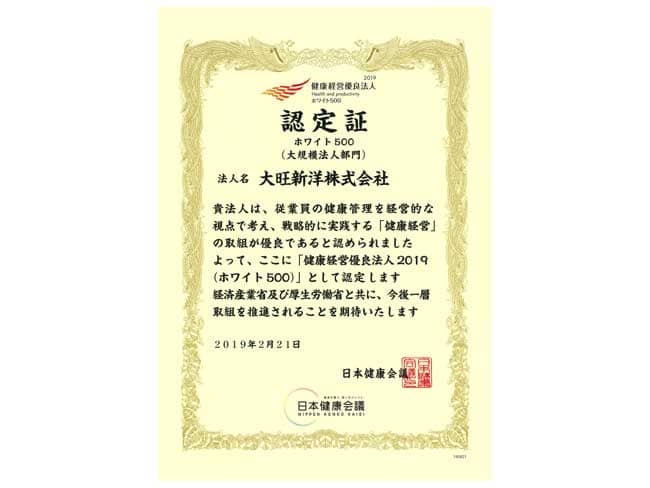 2019
健康経営優良法人
Health and productivity
ホワイト500
認定証
ホワイト500
(大規模法人部門)
法人名 大旺新洋株式会社
貴法人は、従業員の健康管理を経営的な
視点で考え、戦略的に実践する「健康経営」
の取組が優良であると認められました
よって、ここに「健康経営優良法人2019
(ホワイト500)」として認定します
経済産業省及び厚生労働省と共に、今後一層
取組を推進されることを期待いたします
2019年2月21日
日本健康会議
日本健康会議
NIPPON KENKO KAIGI